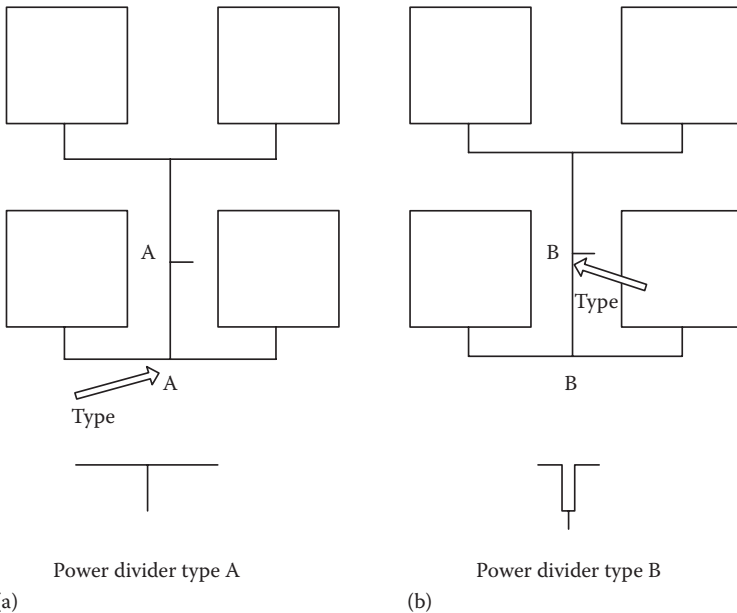 A
A
Type
Power divider type A
(a)
B
Type
B
Power divider type B
(b)